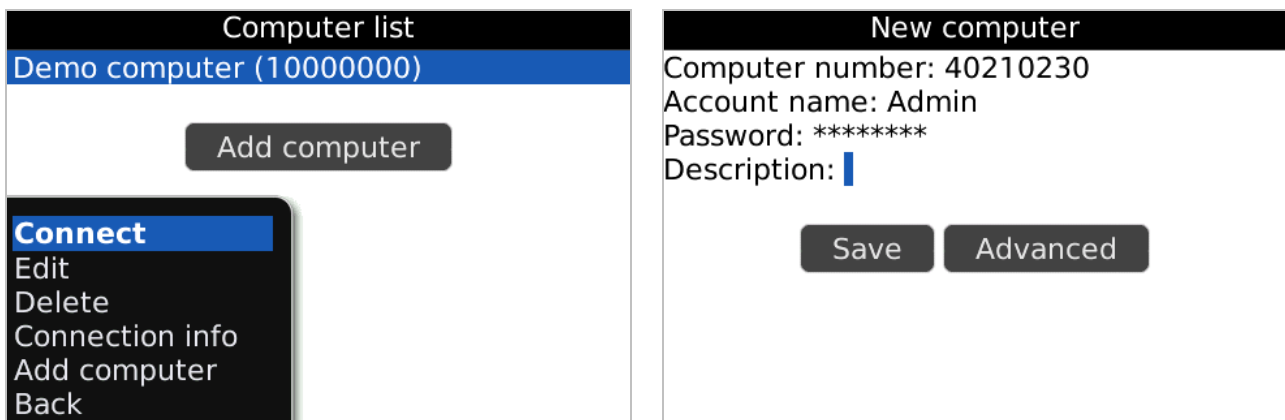 Computer list
Demo computer (10000000)
Add computer
Connect
Edit
Delete
Connection info
Add computer
Back
New computer
Computer number: 40210230
Account name: Admin
Password: ********
Description:
Save Advanced